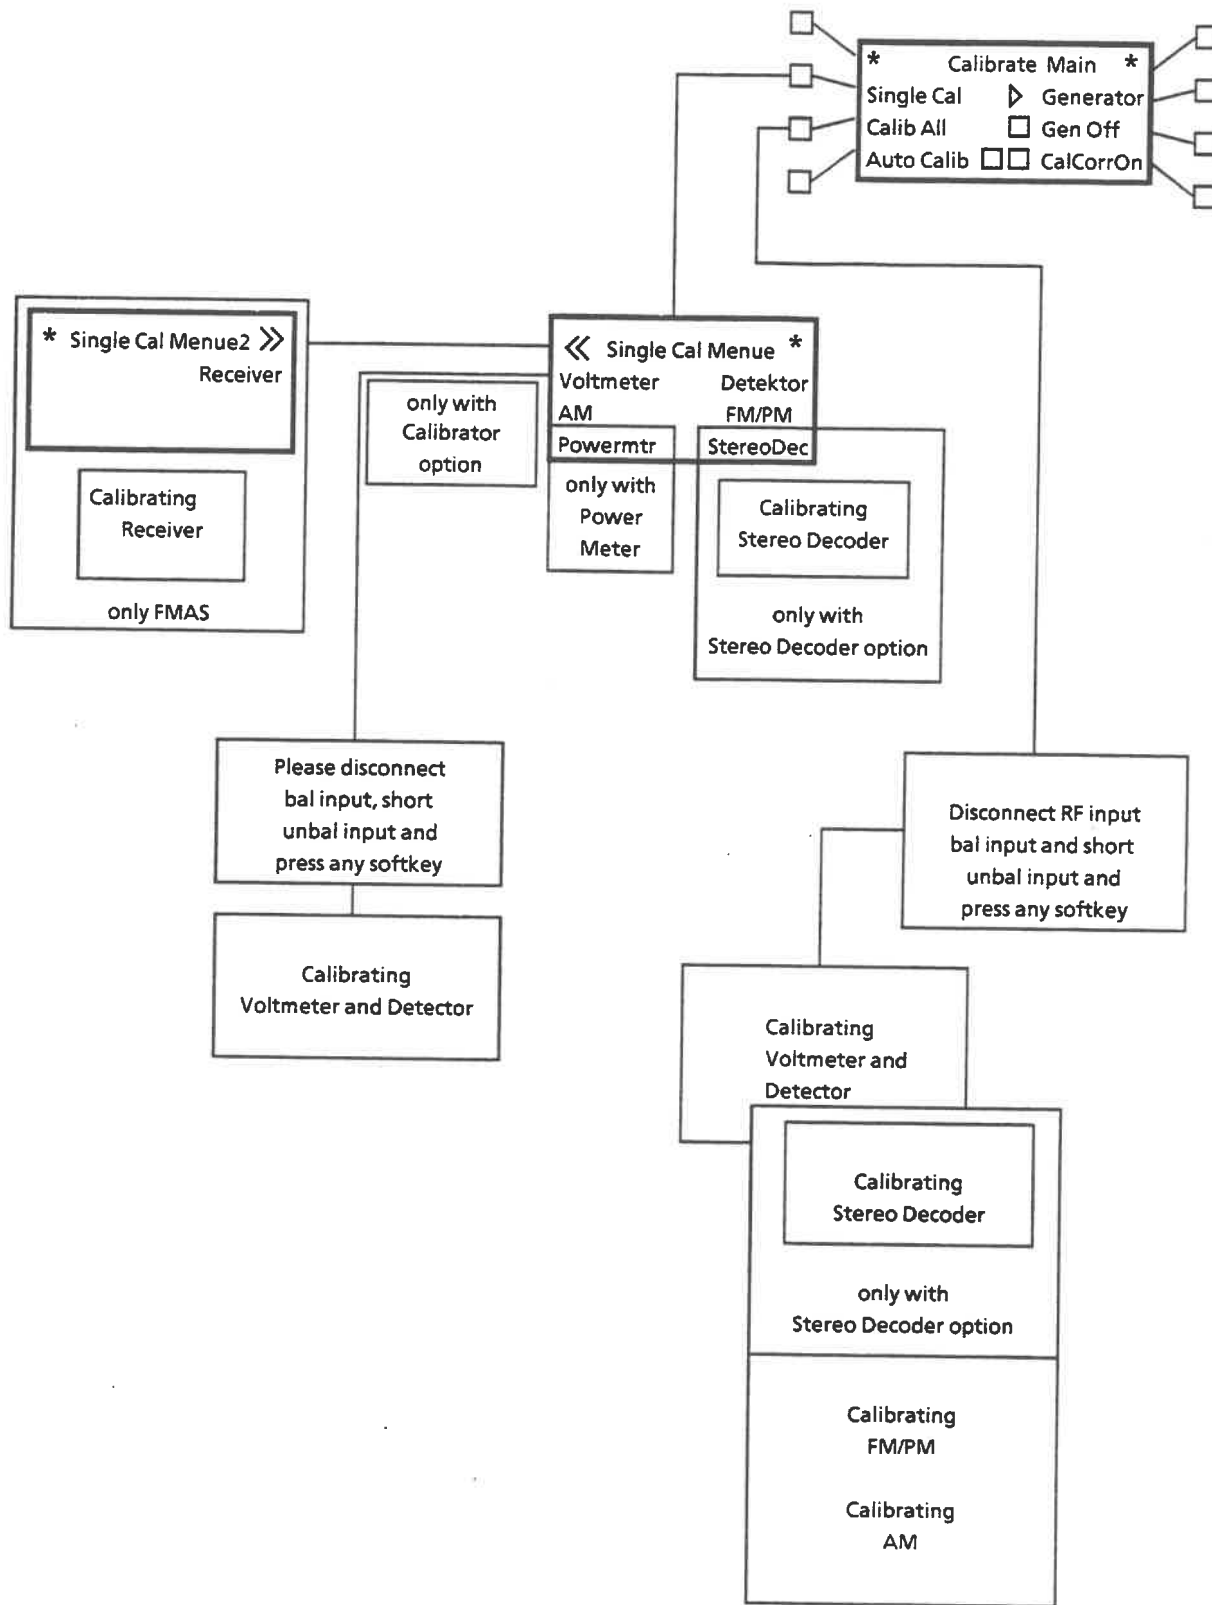 * Calibrate Main *
Single Cal ▷ Generator
Calib All □ Gen Off
Auto Calib □□ CalCorrOn
* Single Cal Menue2 >>
Receiver
Calibrating
Receiver
only FMAS
<< Single Cal Menue *
Voltmeter Detektor
AM FM/PM
Powermtr StereoDec
only with
Calibrator
option
only with
Power
Meter
Calibrating
Stereo Decoder
only with
Stereo Decoder option
Please disconnect
bal input, short
unbal input and
press any softkey
Calibrating
Voltmeter and Detector
Disconnect RF input
bal input and short
unbal input and
press any softkey
Calibrating
Voltmeter and
Detector
Calibrating
Stereo Decoder
only with
Stereo Decoder option
Calibrating
FM/PM
Calibrating
AM